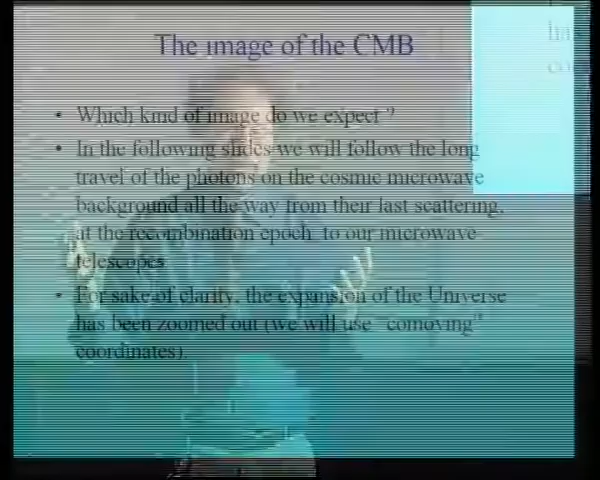 The image of the CMB
• Which kind of image do we expect ?
• In the following slides we will follow the long
travel of the photons on the cosmic microwave
background all the way from their last scattering,
at the recombination epoch, to our microwave
telescopes
• For sake of clarity, the expansion of the Universe
has been zoomed out (we will use "comoving"
coordinates).
has